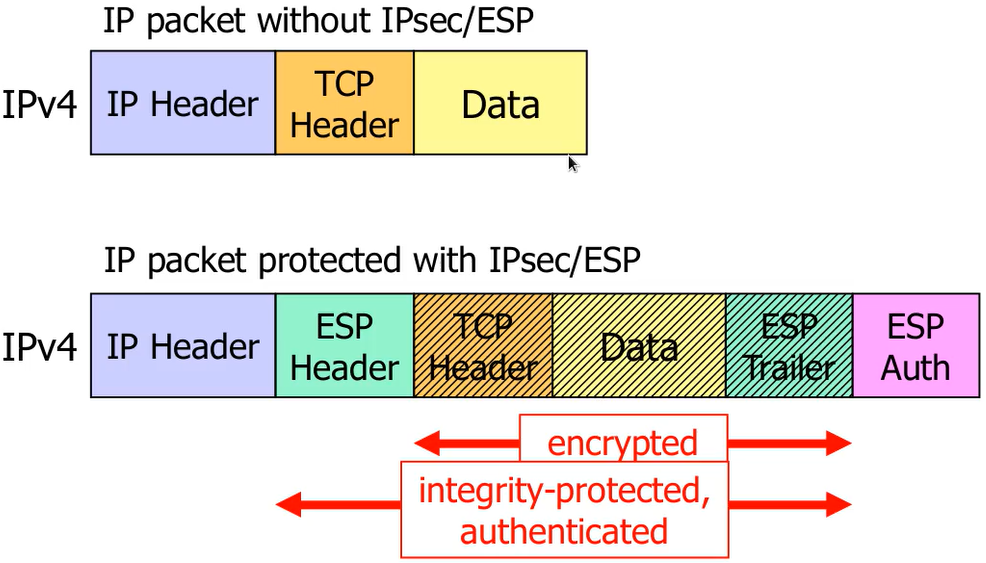 IP packet without IPsec/ESP
IPv4
IP Header
TCP
Header
Data
IP packet protected with IPsec/ESP
IPv4
IP Header
ESP
Header
TCP
Header
Data
ESP
Trailer
ESP
Auth
encrypted
integrity-protected,
authenticated